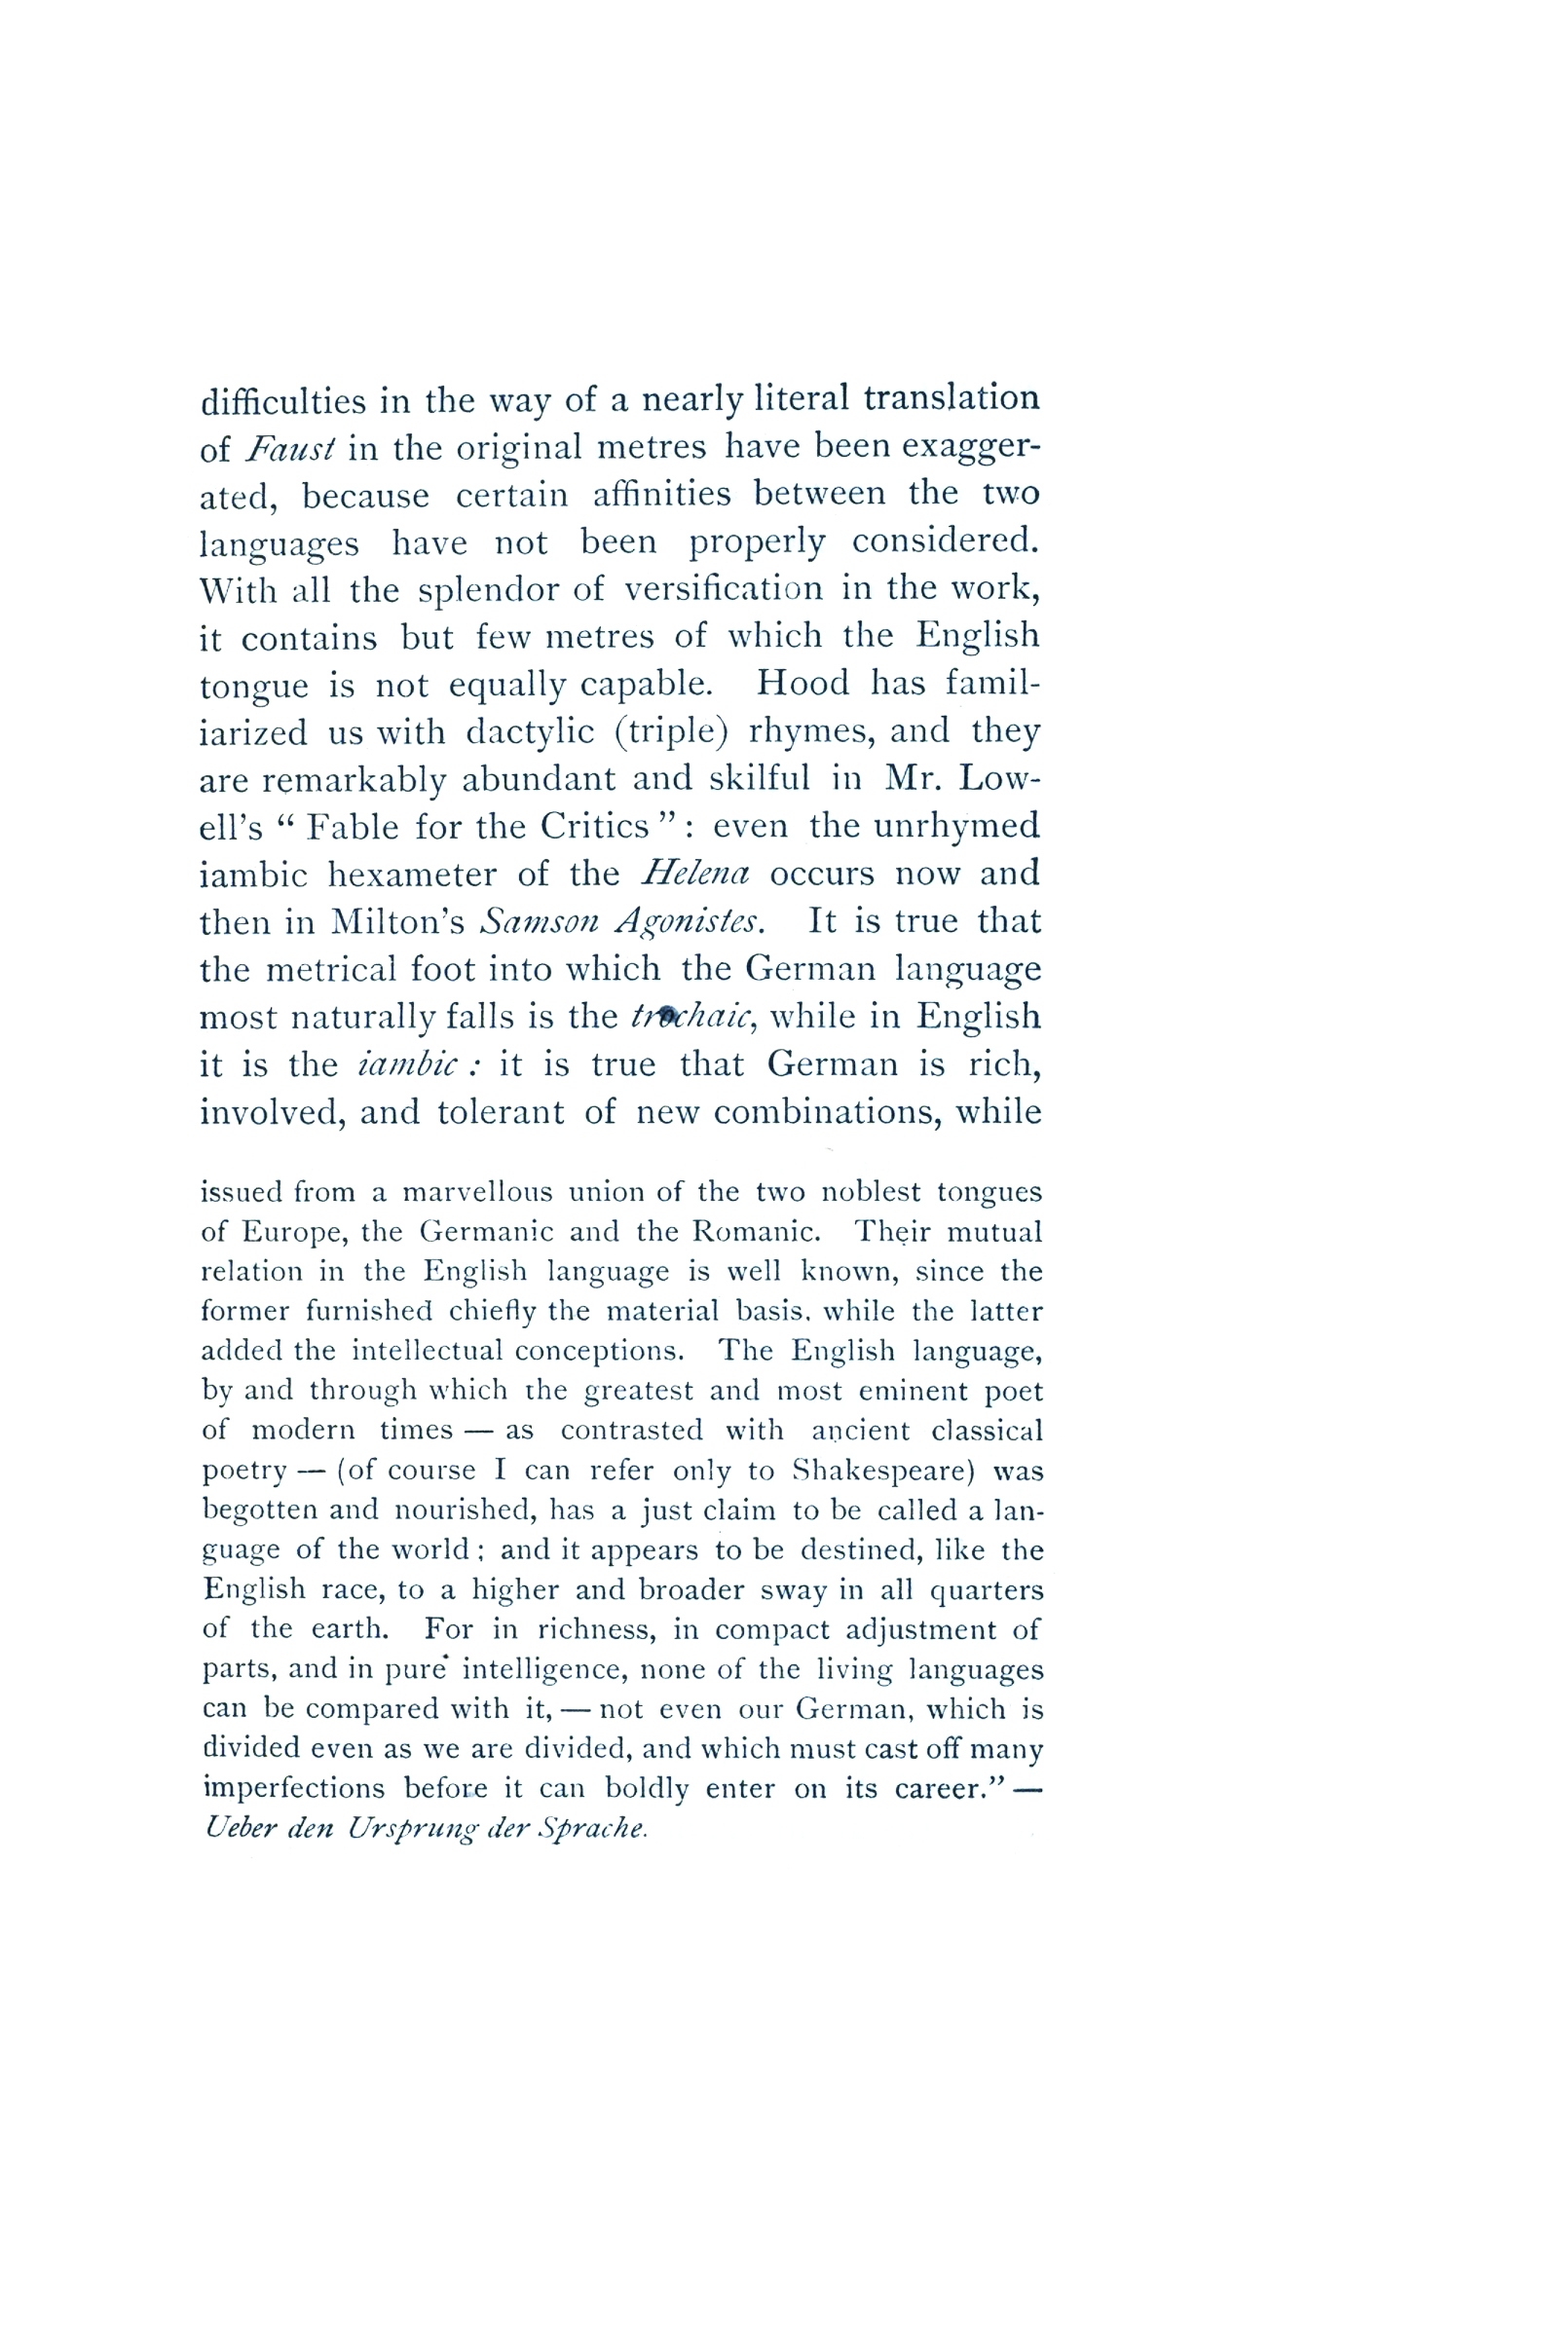 difficulties in the way of a nearly literal translation
of Faust in the original metres have been exagger-
ated, because certain affinities between the two
languages have not been properly considered.
With all the splendor of versification in the work,
it contains but few metres of which the English
tongue is not equally capable. Hood has famil-
iarized us with dactylic (triple) rhymes, and they
are remarkably abundant and skilful in Mr. Low-
ell's “ Fable for the Critics ” : even the unrhymed
iambic hexameter of the Helena occurs now and
then in Milton's Samson Agonistes. It is true that
the metrical foot into which the German language
most naturally falls is the trochaic, while in English
it is the iambic : it is true that German is rich,
involved, and tolerant of new combinations, while
issued from a marvellous union of the two noblest tongues
of Europe, the Germanic and the Romanic. Their mutual
relation in the English language is well known, since the
former furnished chiefly the material basis, while the latter
added the intellectual conceptions. The English language,
by and through which the greatest and most eminent poet
of modern times — as contrasted with ancient classical
poetry — (of course I can refer only to Shakespeare) was
begotten and nourished, has a just claim to be called a lan-
guage of the world ; and it appears to be destined, like the
English race, to a higher and broader sway in all quarters
of the earth. For in richness, in compact adjustment of
parts, and in pure intelligence, none of the living languages
can be compared with it, — not even our German, which is
divided even as we are divided, and which must cast off many
imperfections before it can boldly enter on its career.” —
Ueber den Ursprung der Sprache.